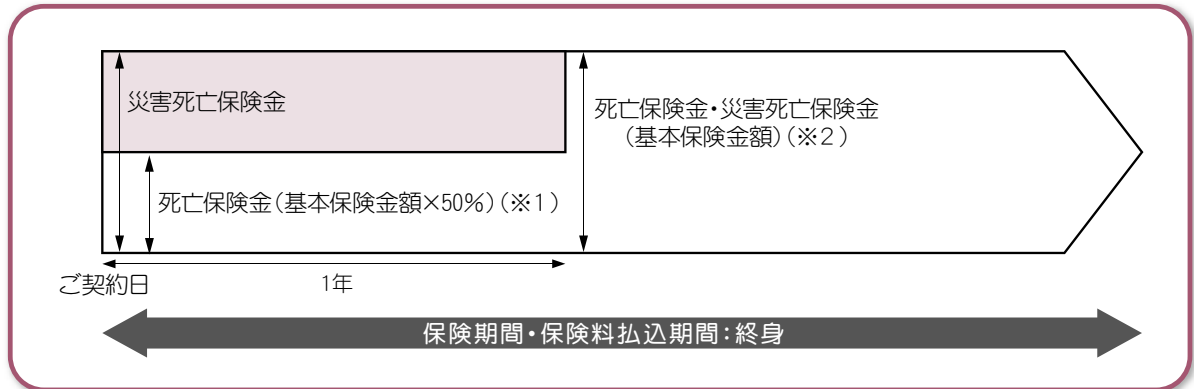 災害死亡保険金
死亡保険金・災害死亡保険金
(基本保険金額)(※2)
死亡保険金(基本保険金額×50%)(※1)
ご契約日
1年
保険期間・保険料払込期間:終身